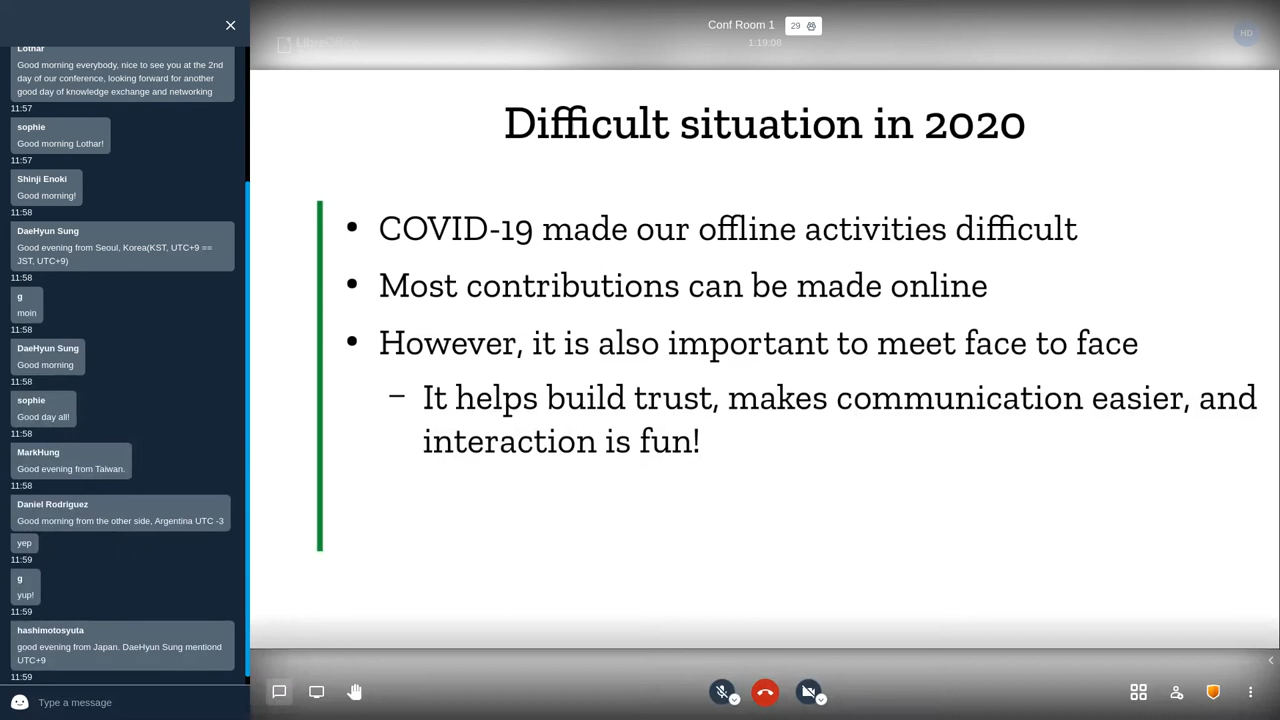 Lothar
Good morning everybody, nice to see you at the 2nd
day of our conference, looking forward for another
good day of knowledge exchange and networking
11:57
sophie
Good morning Lothar!
11:57
Shinji Enoki
Good morning!
11:58
DaeHyun Sung
Good evening from Seoul, Korea(KST, UTC+9 ==
JST, UTC+9)
11:58
g
moin
11:58
DaeHyun Sung
Good morning
11:58
sophie
Good day all!
11:58
MarkHung
Good evening from Taiwan.
11:58
Daniel Rodriguez
Good morning from the other side, Argentina UTC -3
yep
11:59
g
yup!
11:59
hashimotosyuta
good evening from Japan. DaeHyun Sung mentiond
UTC+9
11:59
Type a message
Conf Room 1
29
1:19:08
HD
Difficult situation in 2020
• COVID-19 made our offline activities difficult
• Most contributions can be made online
• However, it is also important to meet face to face
– It helps build trust, makes communication easier, and
interaction is fun!